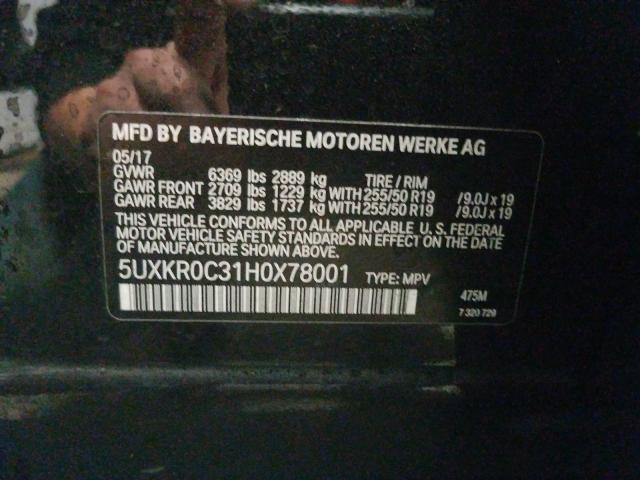 MFD BY BAYERISCHE MOTOREN WERKE AG
05/17
GVWR 6369 lbs 2889 kg TIRE / RIM
GAWR FRONT 2709 lbs 1229 kg WITH 255/50 R19 /9.0J x 19
GAWR REAR 3829 lbs 1737 kg WITH 255/50 R19 /9.0J x 19
THIS VEHICLE CONFORMS TO ALL APPLICABLE U. S. FEDERAL
MOTOR VEHICLE SAFETY STANDARDS IN EFFECT ON THE DATE
OF MANUFACTURE SHOWN ABOVE.
5UXKR0C31H0X78001 TYPE: MPV
475M
7 320 729